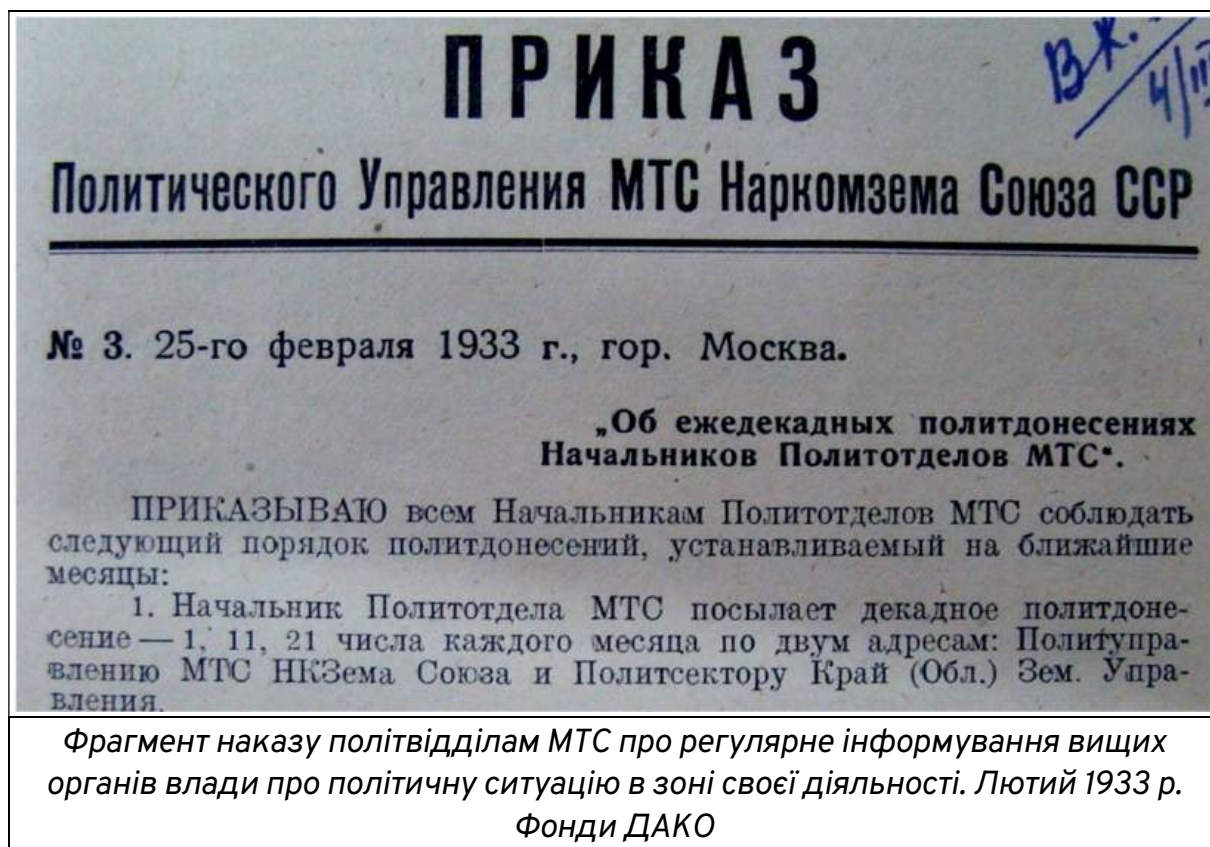 ПРИКАЗ
Политического Управления МТС Наркомзема Союза ССР
№ 3. 25-го февраля 1933 г., гор. Москва.
„Об ежедекадных политдонесениях
Начальников Политотделов МТС“.
ПРИКАЗЫВАЮ всем Начальникам Политотделов МТС соблюдать
следующий порядок политдонесений, устанавливаемый на ближайшие
месяцы:
1. Начальник Политотдела МТС посылает декадное политдоне-
сение — 1, 11, 21 числа каждого месяца по двум адресам: Политупра-
влению МТС НКЗема Союза и Политсектору Край (Обл.) Зем. Упра-
вления.
Фрагмент наказу політвідділам МТС про регулярне інформування вищих
органів влади про політичну ситуацію в зоні своєї діяльності. Лютий 1933 р.
Фонди ДАКО